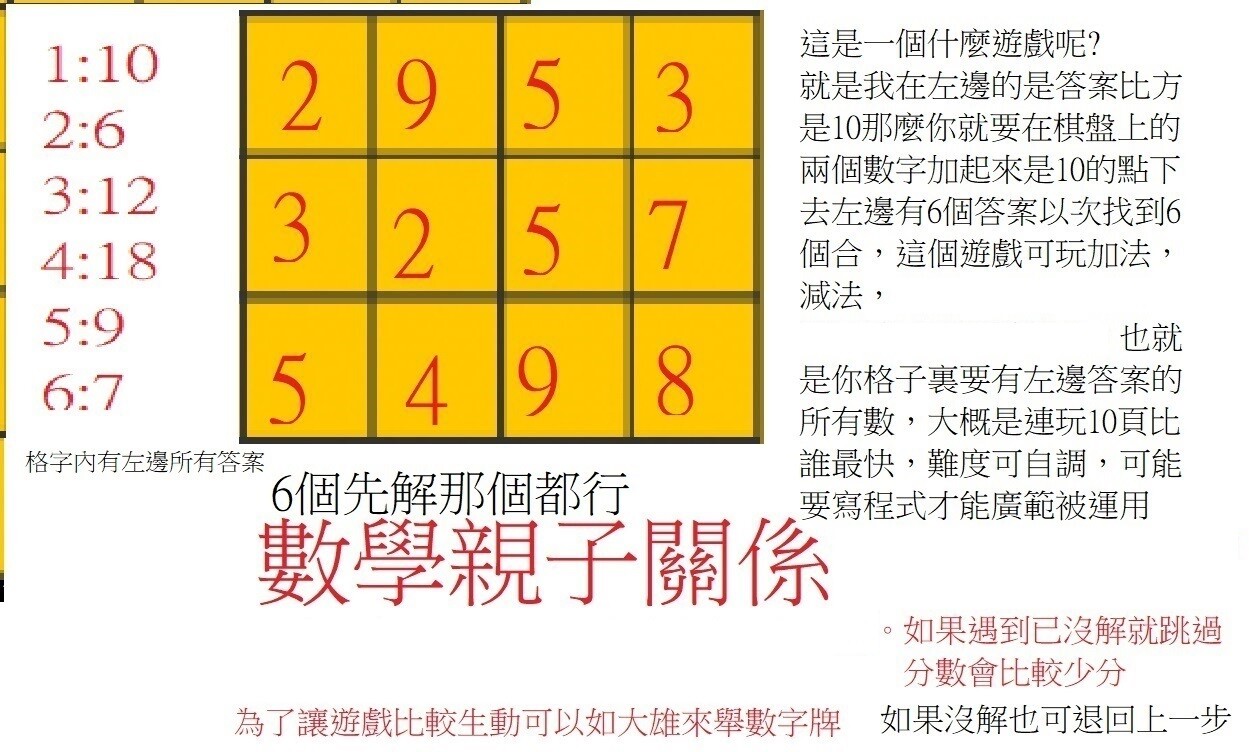 1:10
2:6
3:12
4:18
5:9
6:7
格字內有左邊所有答案
2 9 5 3
3 2 5 7
5 4 9 8
6個先解那個都行
數學親子關係
這是一個什麼遊戲呢?
就是我在左邊的是答案比方
是10那麼你就要在棋盤上的
兩個數字加起來是10的點下
去左邊有6個答案以次找到6
個合，這個遊戲可玩加法，
減法，
也就
是你格子裏要有左邊答案的
所有數，大概是連玩10頁比
誰最快，難度可自調，可能
要寫程式才能廣範被運用
。如果遇到已沒解就跳過
分數會比較少分
為了讓遊戲比較生動可以如大雄來舉數字牌
如果沒解也可退回上一步